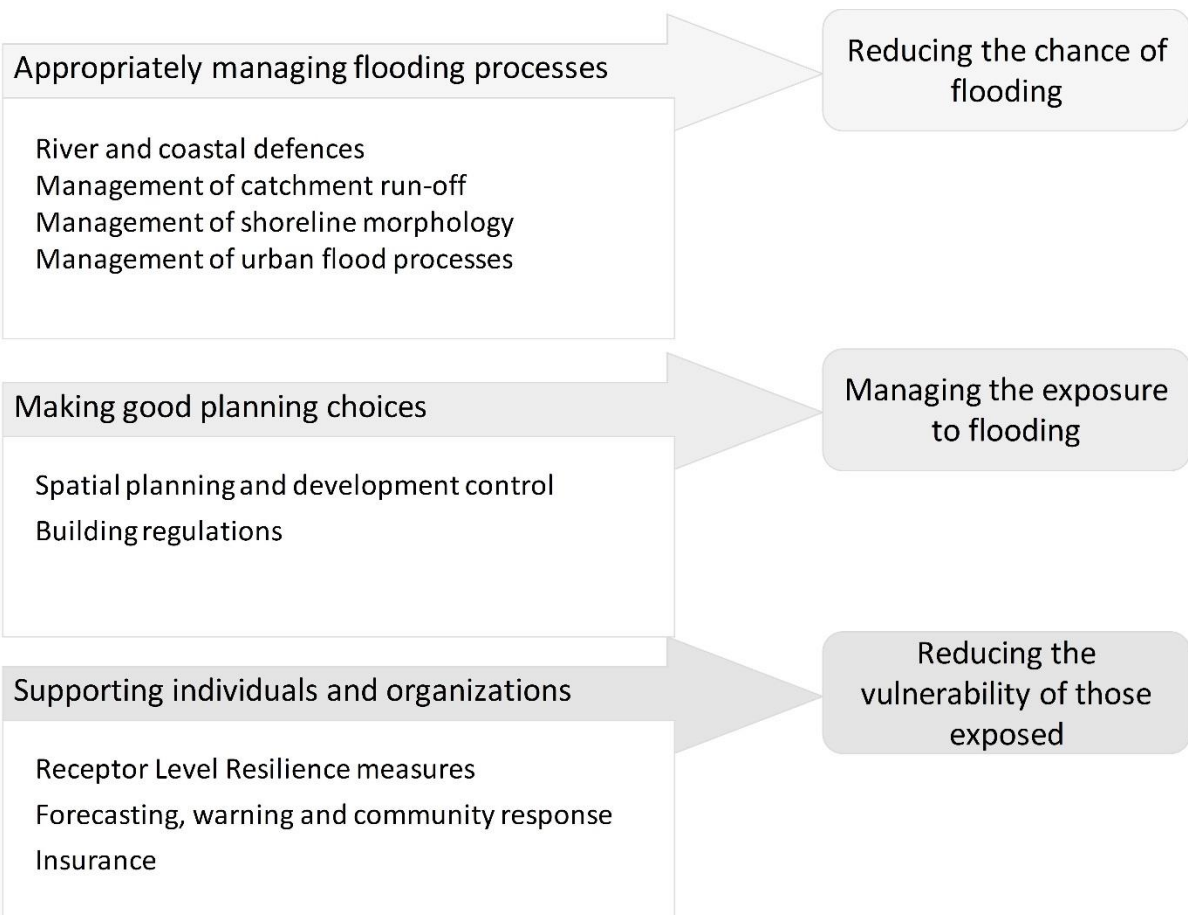 Appropriately managing flooding processes
Reducing the chance of
flooding
River and coastal defences
Management of catchment run-off
Management of shoreline morphology
Management of urban flood processes
Making good planning choices
Managing the exposure
to flooding
Spatial planning and development control
Building regulations
Supporting individuals and organizations
Reducing the
vulnerability of those
exposed
Receptor Level Resilience measures
Forecasting, warning and community response
Insurance